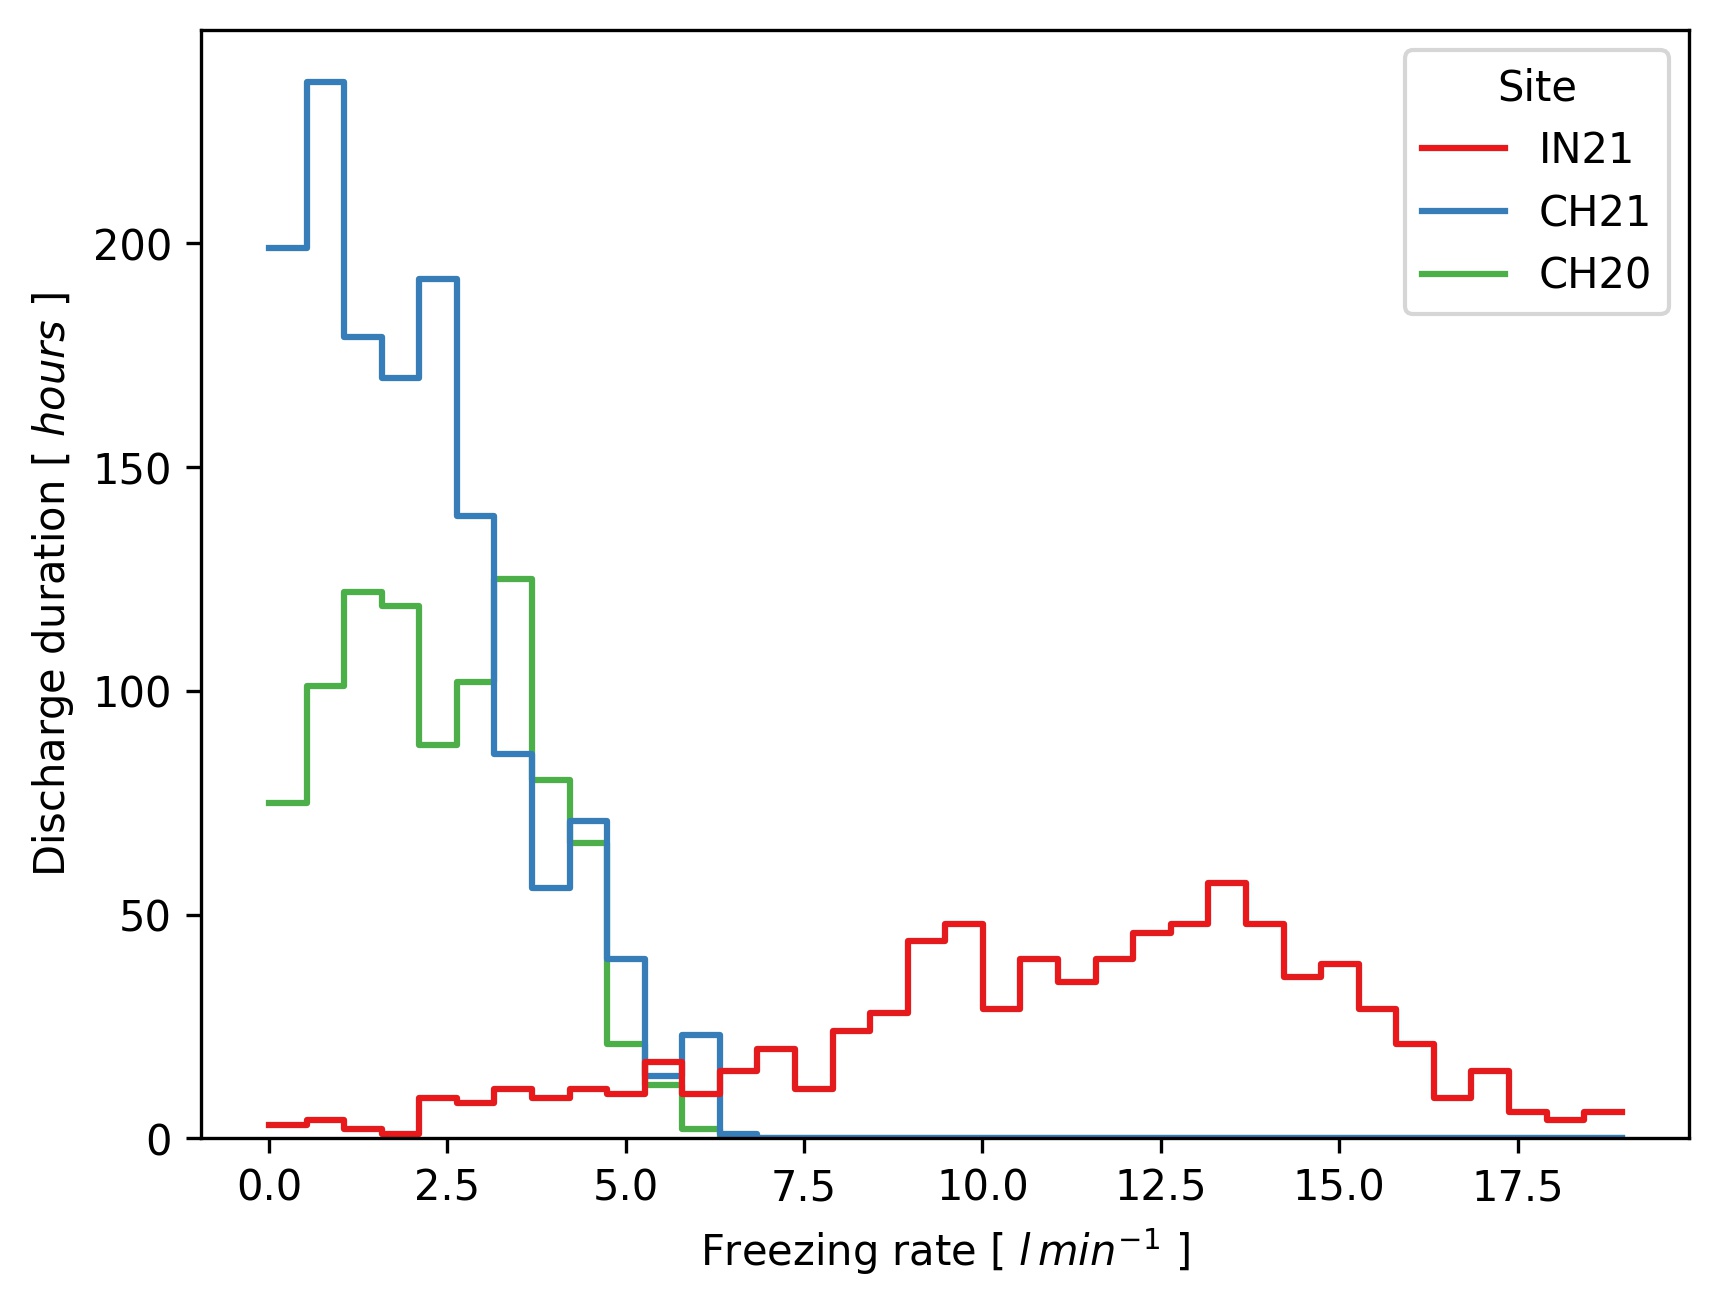 Site
IN21
CH21
CH20
Discharge duration [ hours ]
200
150
100
50
0
0.0 2.5 5.0 7.5 10.0 12.5 15.0 17.5
Freezing rate [ l min⁻¹ ]